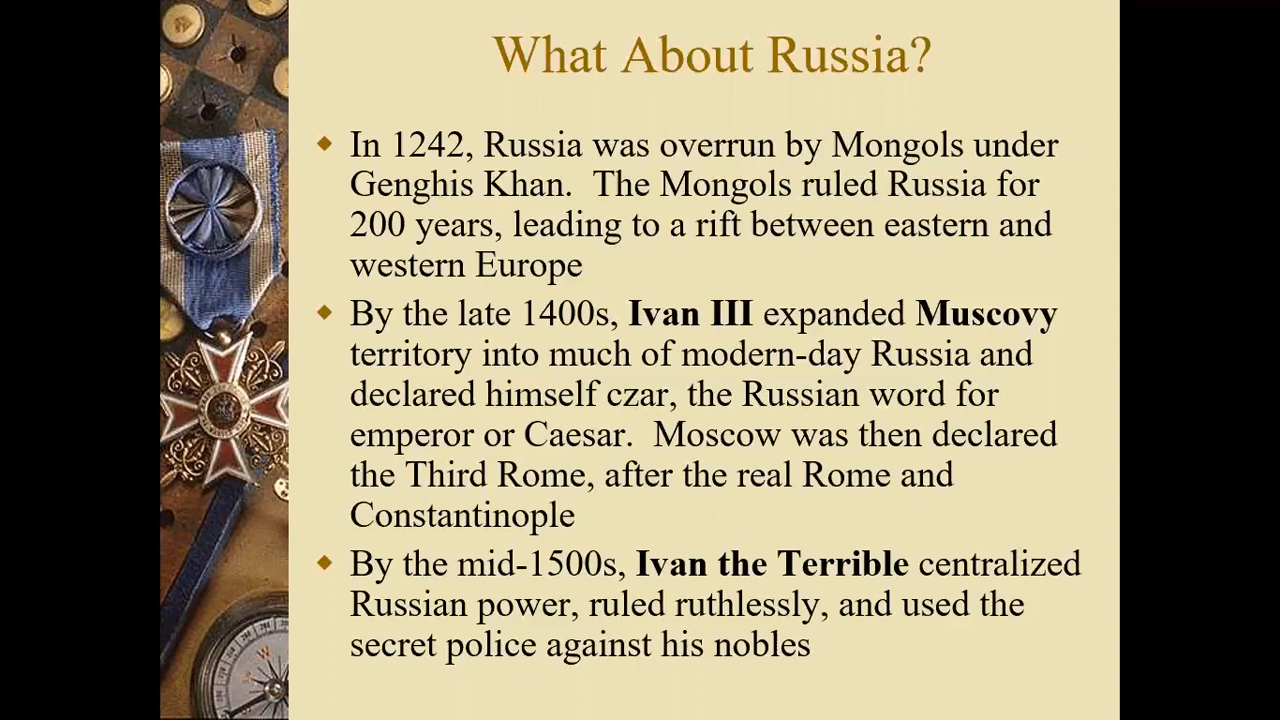 What About Russia?
In 1242, Russia was overrun by Mongols under
Genghis Khan.  The Mongols ruled Russia for
200 years, leading to a rift between eastern and
western Europe
By the late 1400s, Ivan III expanded Muscovy
territory into much of modern-day Russia and
declared himself czar, the Russian word for
emperor or Caesar.  Moscow was then declared
the Third Rome, after the real Rome and
Constantinople
By the mid-1500s, Ivan the Terrible centralized
Russian power, ruled ruthlessly, and used the
secret police against his nobles